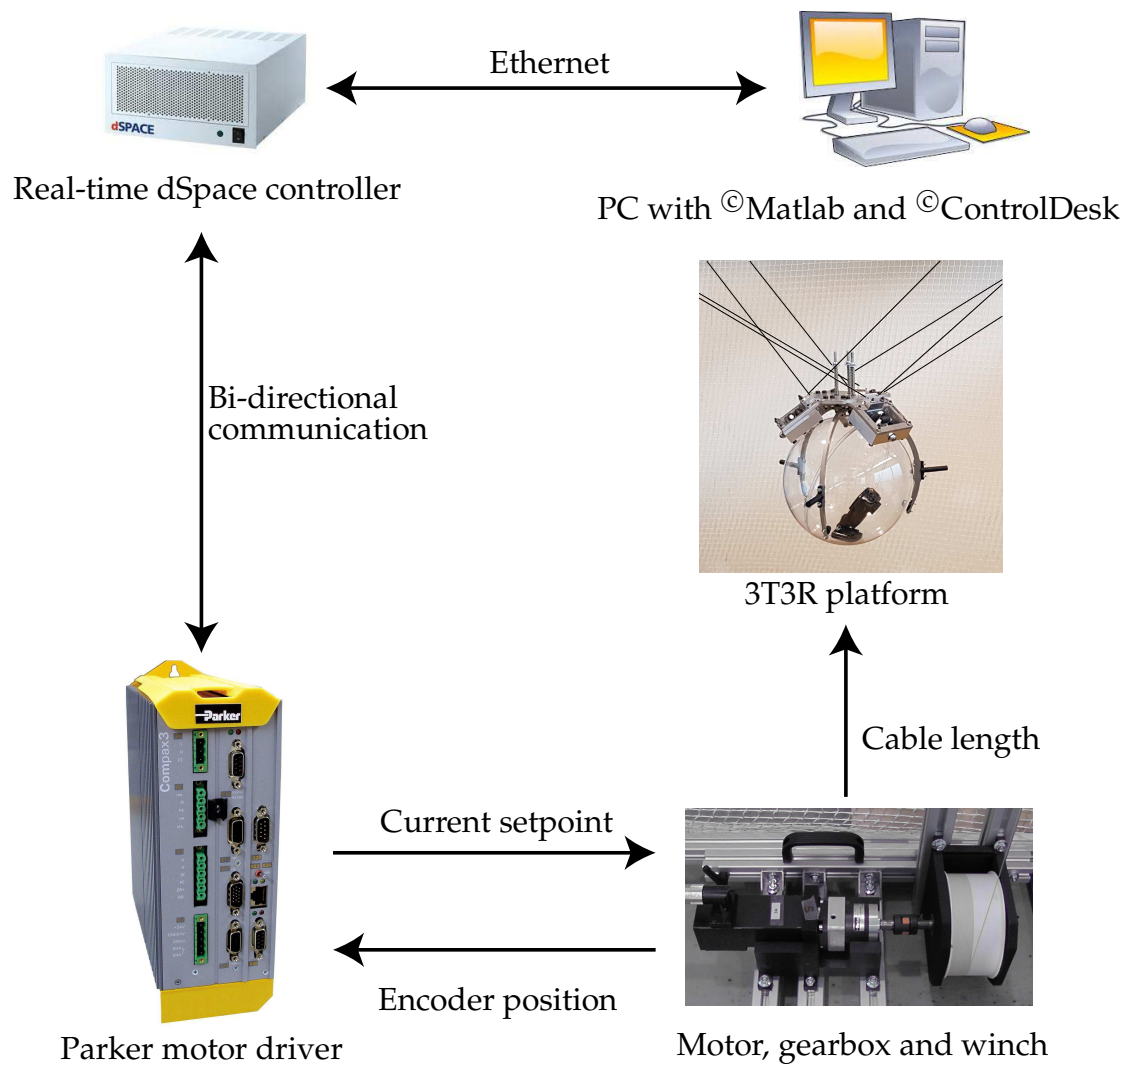 Ethernet
dSPACE
Real-time dSpace controller
PC with ©Matlab and ©ControlDesk
Bi-directional
communication
3T3R platform
Parker
Compax3
Cable length
Current setpoint
Encoder position
Parker motor driver
Motor, gearbox and winch